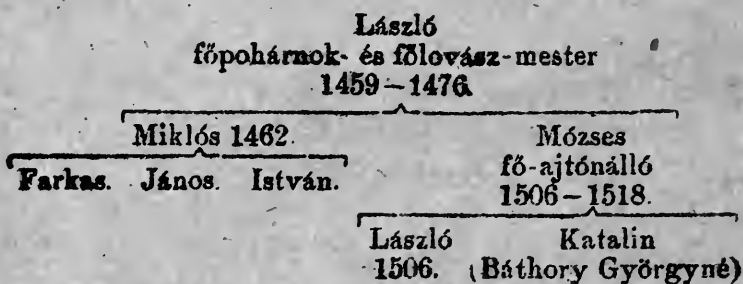 László
főpohárnok- és főlovász-mester
1459–1476.
Miklós 1462. Mózses
Farkas. János. István. fő-ajtónálló
1506–1518.
László Katalin
1506. (Báthory Györgyné)